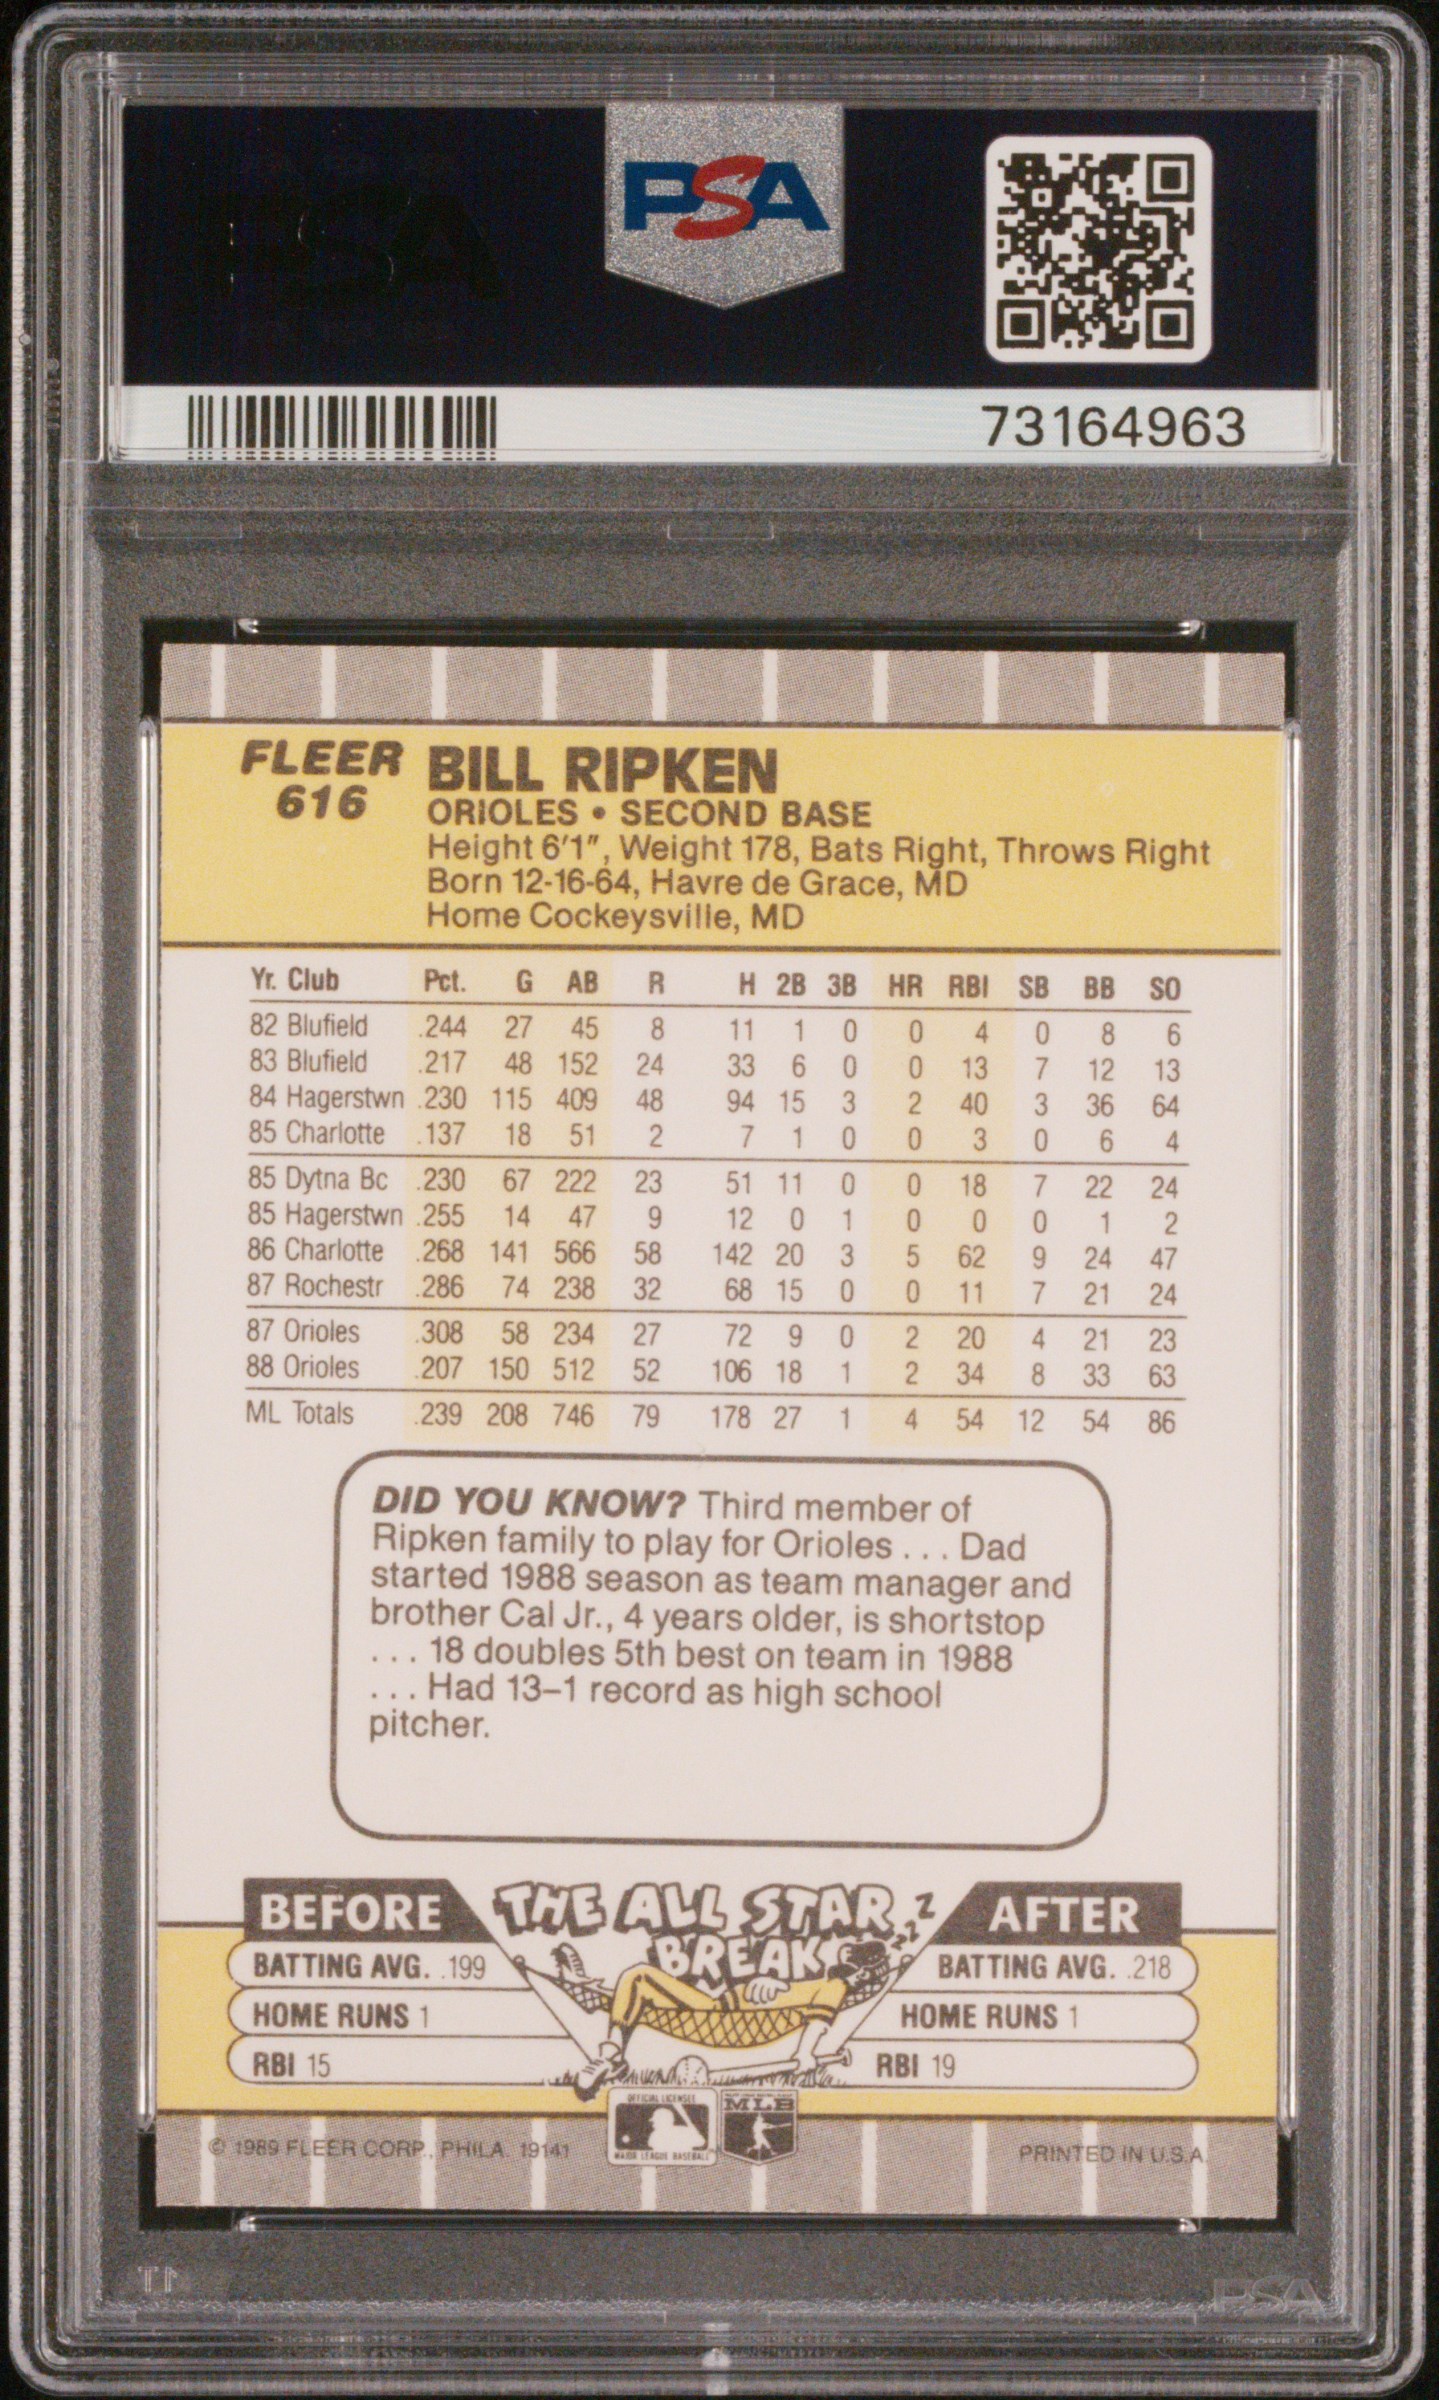 PSA
73164963
FLEER
616
BILL RIPKEN
ORIOLES • SECOND BASE
Height 6'1", Weight 178, Bats Right, Throws Right
Born 12-16-64, Havre de Grace, MD
Home Cockeysville, MD
Yr. Club Pct. G AB R H 2B 3B HR RBI SB BB SO
82 Blufield .244 27 45 8 11 1 0 0 4 0 8 6
83 Blufield .217 48 152 24 33 6 0 0 13 7 12 13
84 Hagerstwn .230 115 409 48 94 15 3 2 40 3 36 64
85 Charlotte .137 18 51 2 7 1 0 0 3 0 6 4
85 Dytna Bc .230 67 222 23 51 11 0 0 18 7 22 24
85 Hagerstwn .255 14 47 9 12 0 1 0 0 0 1 2
86 Charlotte .268 141 566 58 142 20 3 5 62 9 24 47
87 Rochestr .286 74 238 32 68 15 0 0 11 7 21 24
87 Orioles .308 58 234 27 72 9 0 2 20 4 21 23
88 Orioles .207 150 512 52 106 18 1 2 34 8 33 63
ML Totals .239 208 746 79 178 27 1 4 54 12 54 86
DID YOU KNOW? Third member of
Ripken family to play for Orioles . . . Dad
started 1988 season as team manager and
brother Cal Jr., 4 years older, is shortstop
. . . 18 doubles 5th best on team in 1988
. . . Had 13–1 record as high school
pitcher.
BEFORE
BATTING AVG. .199
HOME RUNS 1
RBI 15
THE ALL STAR
BREAK
Z Z Z Z
AFTER
BATTING AVG. .218
HOME RUNS 1
RBI 19
OFFICIAL LICENSEE
MAJOR LEAGUE BASEBALL
MLB
© 1989 FLEER CORP., PHILA. 19141
PRINTED IN U.S.A.
PSA